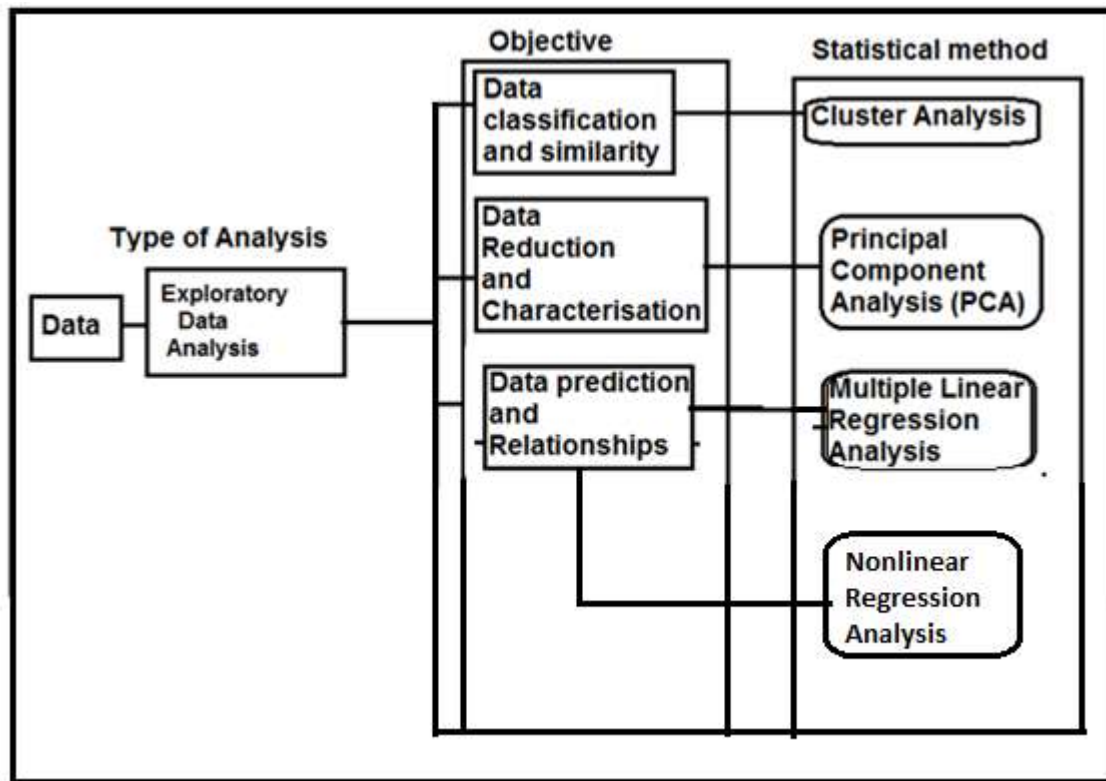 Objective
Statistical method
Data
classification
and similarity
Cluster Analysis
Data
Reduction
and
Characterisation
Principal
Component
Analysis (PCA)
Type of Analysis
Exploratory
Data
Analysis
Data
Data prediction
and
Relationships
Multiple Linear
Regression
Analysis
Nonlinear
Regression
Analysis